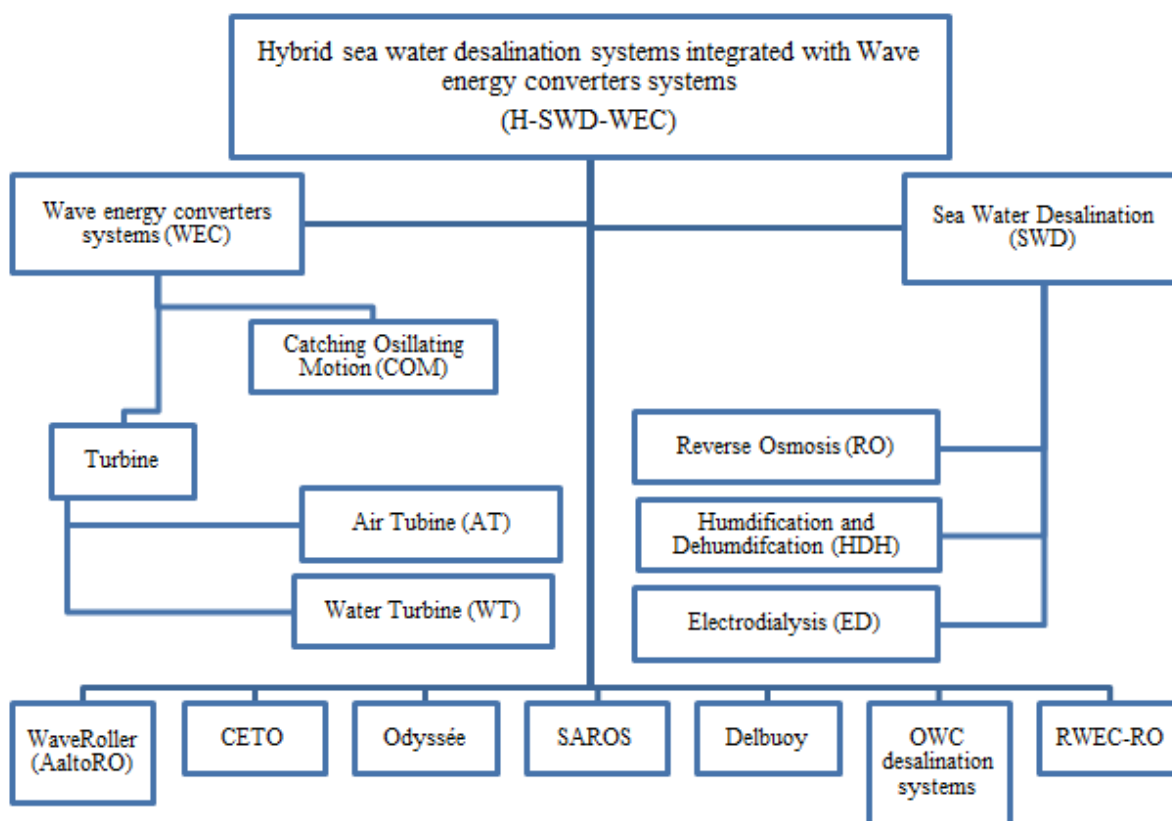 Hybrid sea water desalination systems integrated with Wave
energy converters systems
(H-SWD-WEC)
Wave energy converters
systems (WEC)
Sea Water Desalination
(SWD)
Catching Osillating
Motion (COM)
Turbine
Air Tubine (AT)
Water Turbine (WT)
Reverse Osmosis (RO)
Humdification and
Dehumdifcation (HDH)
Electrodialysis (ED)
WaveRoller
(AaltoRO)
CETO
Odyssée
SAROS
Delbuoy
OWC
desalination
systems
RWEC-RO